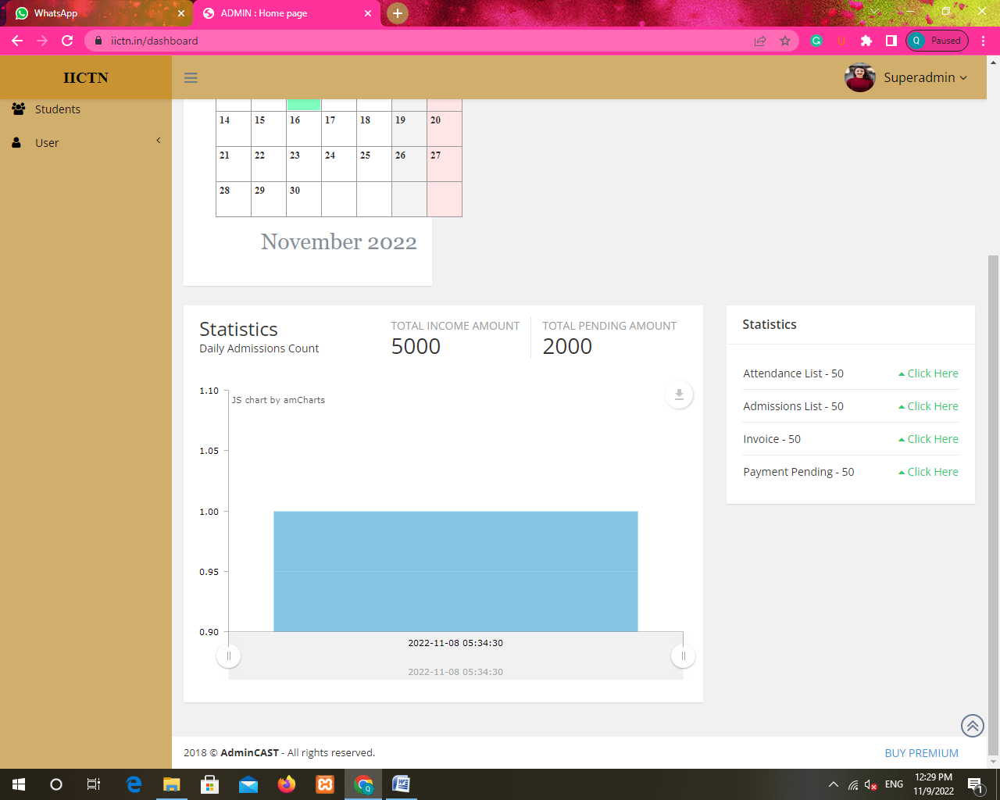 WhatsApp
ADMIN : Home page
iictn.in/dashboard
G
U
Q Paused
IICTN
Superadmin
Students
User
14 15 16 17 18 19 20
21 22 23 24 25 26 27
28 29 30
November 2022
Statistics
Daily Admissions Count
TOTAL INCOME AMOUNT
5000
TOTAL PENDING AMOUNT
2000
1.10
JS chart by amCharts
1.05
1.00
0.95
0.90
2022-11-08 05:34:30
2022-11-08 05:34:30
Statistics
Attendance List - 50 Click Here
Admissions List - 50 Click Here
Invoice - 50 Click Here
Payment Pending - 50 Click Here
2018 © AdminCAST - All rights reserved.
BUY PREMIUM
ENG
12:29 PM
11/9/2022
1